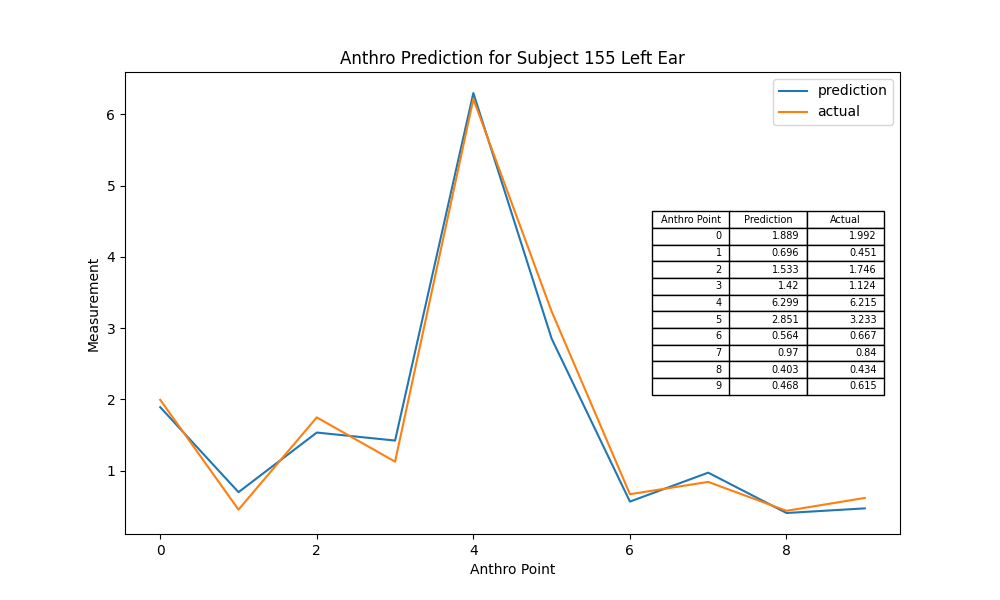 Anthro Prediction for Subject 155 Left Ear
prediction
actual
6
5
4
3
2
1
Measurement
Anthro Point Prediction Actual
0 1.889 1.992
1 0.696 0.451
2 1.533 1.746
3 1.42 1.124
4 6.299 6.215
5 2.851 3.233
6 0.564 0.667
7 0.97 0.84
8 0.403 0.434
9 0.468 0.615
0 2 4 6 8
Anthro Point